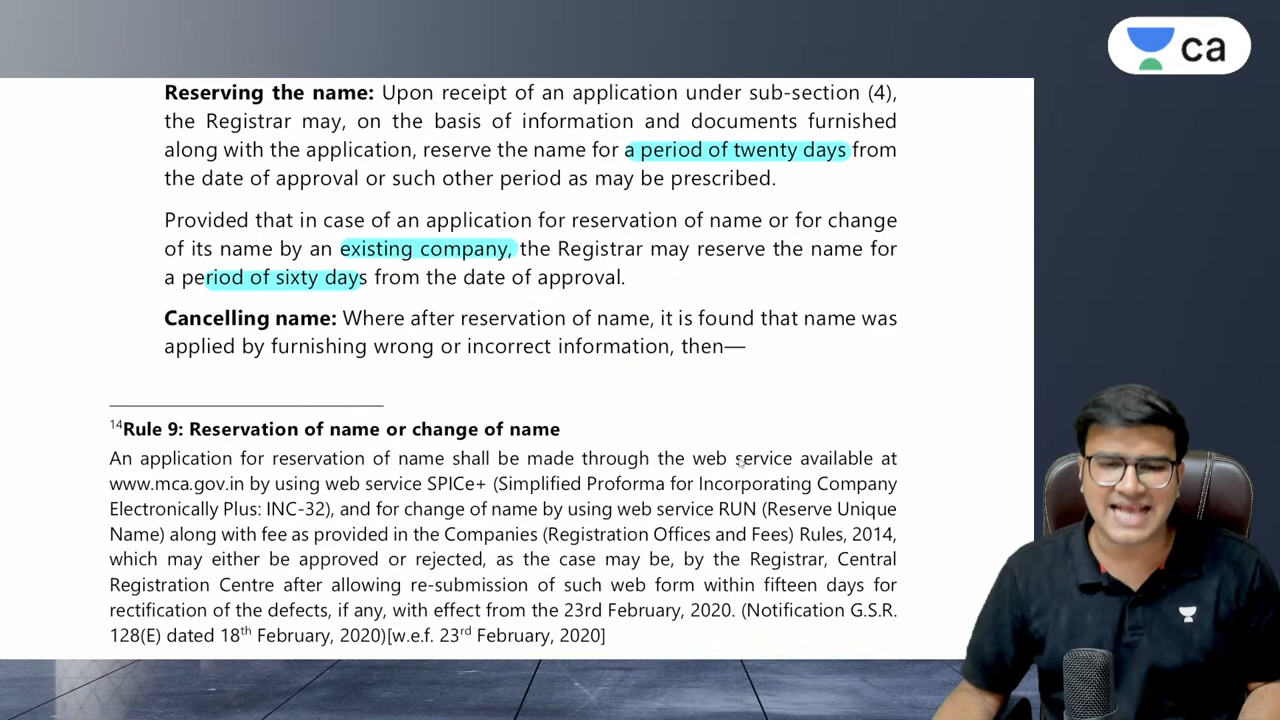 ca
Reserving the name: Upon receipt of an application under sub-section (4),
the Registrar may, on the basis of information and documents furnished
along with the application, reserve the name for a period of twenty days from
the date of approval or such other period as may be prescribed.
Provided that in case of an application for reservation of name or for change
of its name by an existing company, the Registrar may reserve the name for
a period of sixty days from the date of approval.
Cancelling name: Where after reservation of name, it is found that name was
applied by furnishing wrong or incorrect information, then—
14Rule 9: Reservation of name or change of name
An application for reservation of name shall be made through the web service available at
www.mca.gov.in by using web service SPICe+ (Simplified Proforma for Incorporating Company
Electronically Plus: INC-32), and for change of name by using web service RUN (Reserve Unique
Name) along with fee as provided in the Companies (Registration Offices and Fees) Rules, 2014,
which may either be approved or rejected, as the case may be, by the Registrar, Central
Registration Centre after allowing re-submission of such web form within fifteen days for
rectification of the defects, if any, with effect from the 23rd February, 2020. (Notification G.S.R.
128(E) dated 18th February, 2020)[w.e.f. 23rd February, 2020]